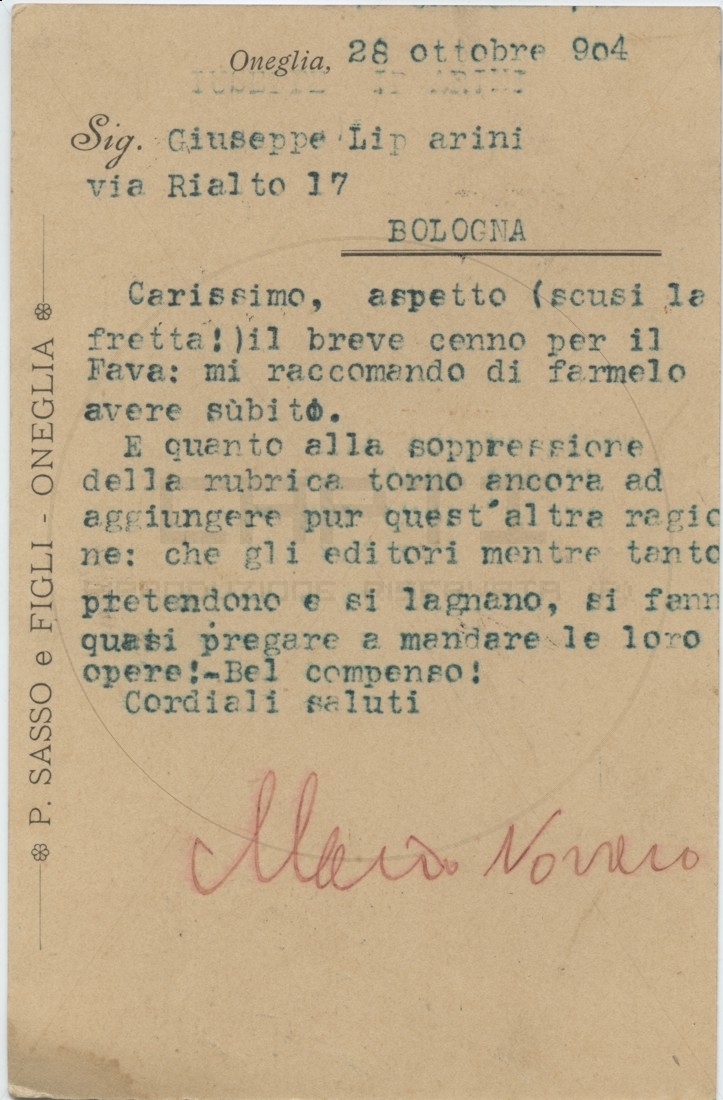 Oneglia, 28 ottobre 904
Sig. Giuseppe Lip arini
via Rialto 17
BOLOGNA
Carissimo, aspetto (scusi la
fretta!)il breve cenno per il
Fava: mi raccomando di farmelo
avere sùbito.
E quanto alla soppressione
della rubrica torno ancora ad
aggiungere pur quest'altra ragio
ne: che gli editori mentre tanto
pretendono e si lagnano, si fann
quasi pregare a mandare le loro
opere!-Bel compenso!
Cordiali saluti
Mario Novaro
P. SASSO e FIGLI - ONEGLIA